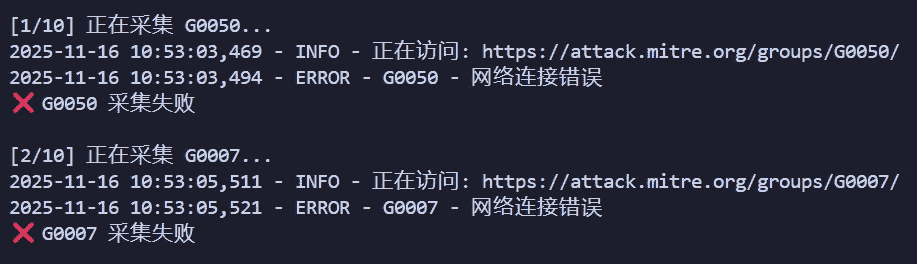 [1/10] 正在采集 G0050...
2025-11-16 10:53:03,469 - INFO - 正在访问: https://attack.mitre.org/groups/G0050/
2025-11-16 10:53:03,494 - ERROR - G0050 - 网络连接错误
❌ G0050 采集失败
[2/10] 正在采集 G0007...
2025-11-16 10:53:05,511 - INFO - 正在访问: https://attack.mitre.org/groups/G0007/
2025-11-16 10:53:05,521 - ERROR - G0007 - 网络连接错误
❌ G0007 采集失败